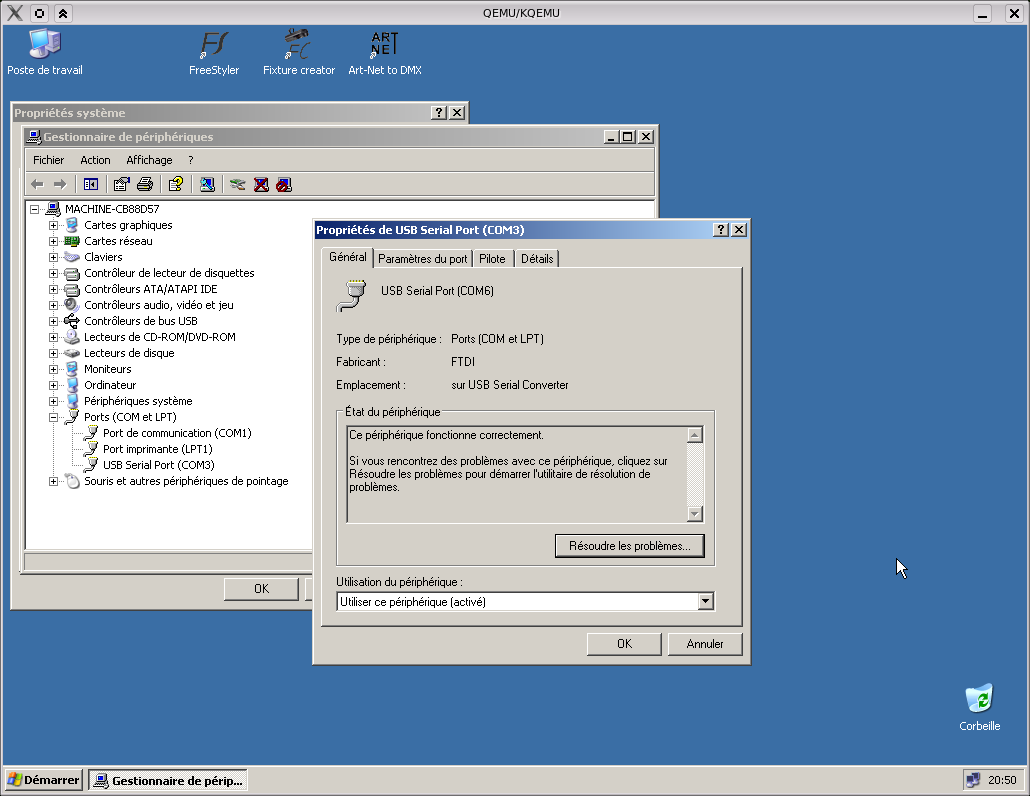 QEMU/KQEMU
Poste de travail
FS
FreeStyler
FC
Fixture creator
ART
NET
Art-Net to DMX
Propriétés système
Gestionnaire de périphériques
Fichier Action Affichage ?
MACHINE-CB88D57
Cartes graphiques
Cartes réseau
Claviers
Contrôleur de lecteur de disquettes
Contrôleurs ATA/ATAPI IDE
Contrôleurs audio, vidéo et jeu
Contrôleurs de bus USB
Lecteurs de CD-ROM/DVD-ROM
Lecteurs de disque
Moniteurs
Ordinateur
Périphériques système
Ports (COM et LPT)
Port de communication (COM1)
Port imprimante (LPT1)
USB Serial Port (COM3)
Souris et autres périphériques de pointage
OK
Propriétés de USB Serial Port (COM3)
Général Paramètres du port Pilote Détails
USB Serial Port (COM6)
Type de périphérique : Ports (COM et LPT)
Fabricant : FTDI
Emplacement : sur USB Serial Converter
État du périphérique
Ce périphérique fonctionne correctement.
Si vous rencontrez des problèmes avec ce périphérique, cliquez sur
Résoudre les problèmes pour démarrer l'utilitaire de résolution de
problèmes.
Résoudre les problèmes...
Utilisation du périphérique :
Utiliser ce périphérique (activé)
OK Annuler
Corbeille
Démarrer Gestionnaire de périp... 20:50